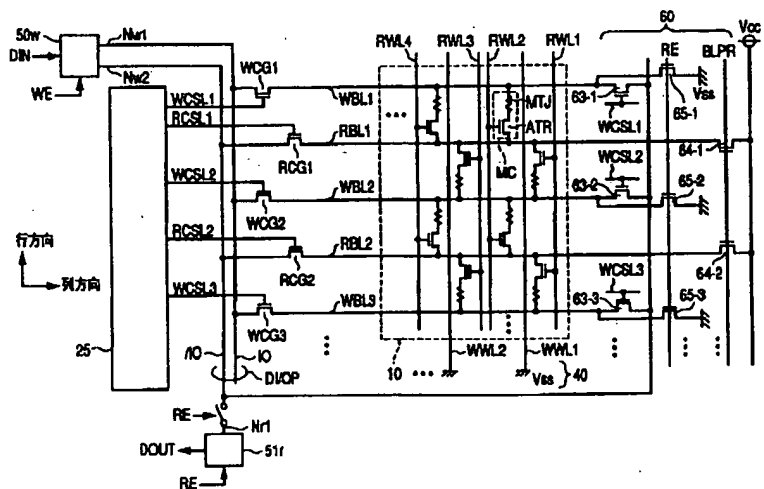 60
50w
Nw1
RWL4
RWL3
RWL2
RWL1
RE
BLPR
Vcc
DIN
Nw2
WCG1
WE
WCSL1
WBL1
MTJ
63-1
Vss
RCSL1
ATR
WCSL1
65-1
RBL1
RCG1
MC
WCSL2
64-1
WCSL2
WBL2
63-2
65-2
WCG2
行方向
RCSL2
RBL2
列方向
RCG2
WCSL3
64-2
WCSL3
WBL3
63-3
65-3
WCG3
25
/IO
IO
WWL2
WWL1
DI/OP
10
Vss
40
RE
Nr1
DOUT
51r
RE